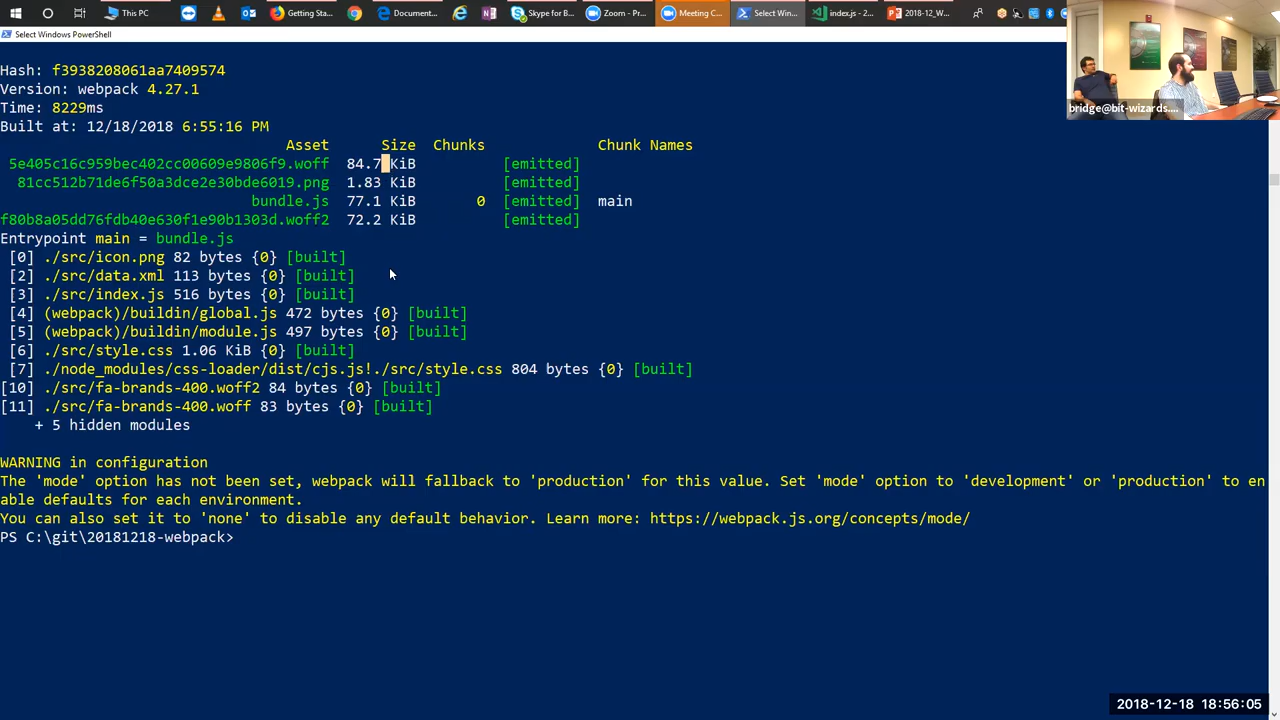 This PC
Getting Sta...
Document...
Skype for B...
Zoom - Pr...
Meeting C...
Select Win...
index.js - 2...
2018-12_W...
Select Windows PowerShell
bridge@bit-wizards....
Hash: f3938208061aa7409574
Version: webpack 4.27.1
Time: 8229ms
Built at: 12/18/2018 6:55:16 PM
Asset Size Chunks Chunk Names
5e405c16c959bec402cc00609e9806f9.woff 84.7 KiB [emitted]
81cc512b71de6f50a3dce2e30bde6019.png 1.83 KiB [emitted]
bundle.js 77.1 KiB 0 [emitted] main
f80b8a05dd76fdb40e630f1e90b1303d.woff2 72.2 KiB [emitted]
Entrypoint main = bundle.js
[0] ./src/icon.png 82 bytes {0} [built]
[2] ./src/data.xml 113 bytes {0} [built]
[3] ./src/index.js 516 bytes {0} [built]
[4] (webpack)/buildin/global.js 472 bytes {0} [built]
[5] (webpack)/buildin/module.js 497 bytes {0} [built]
[6] ./src/style.css 1.06 KiB {0} [built]
[7] ./node_modules/css-loader/dist/cjs.js!./src/style.css 804 bytes {0} [built]
[10] ./src/fa-brands-400.woff2 84 bytes {0} [built]
[11] ./src/fa-brands-400.woff 83 bytes {0} [built]
+ 5 hidden modules
WARNING in configuration
The 'mode' option has not been set, webpack will fallback to 'production' for this value. Set 'mode' option to 'development' or 'production' to en
able defaults for each environment.
You can also set it to 'none' to disable any default behavior. Learn more: https://webpack.js.org/concepts/mode/
PS C:\git\20181218-webpack>
2018-12-18 18:56:05